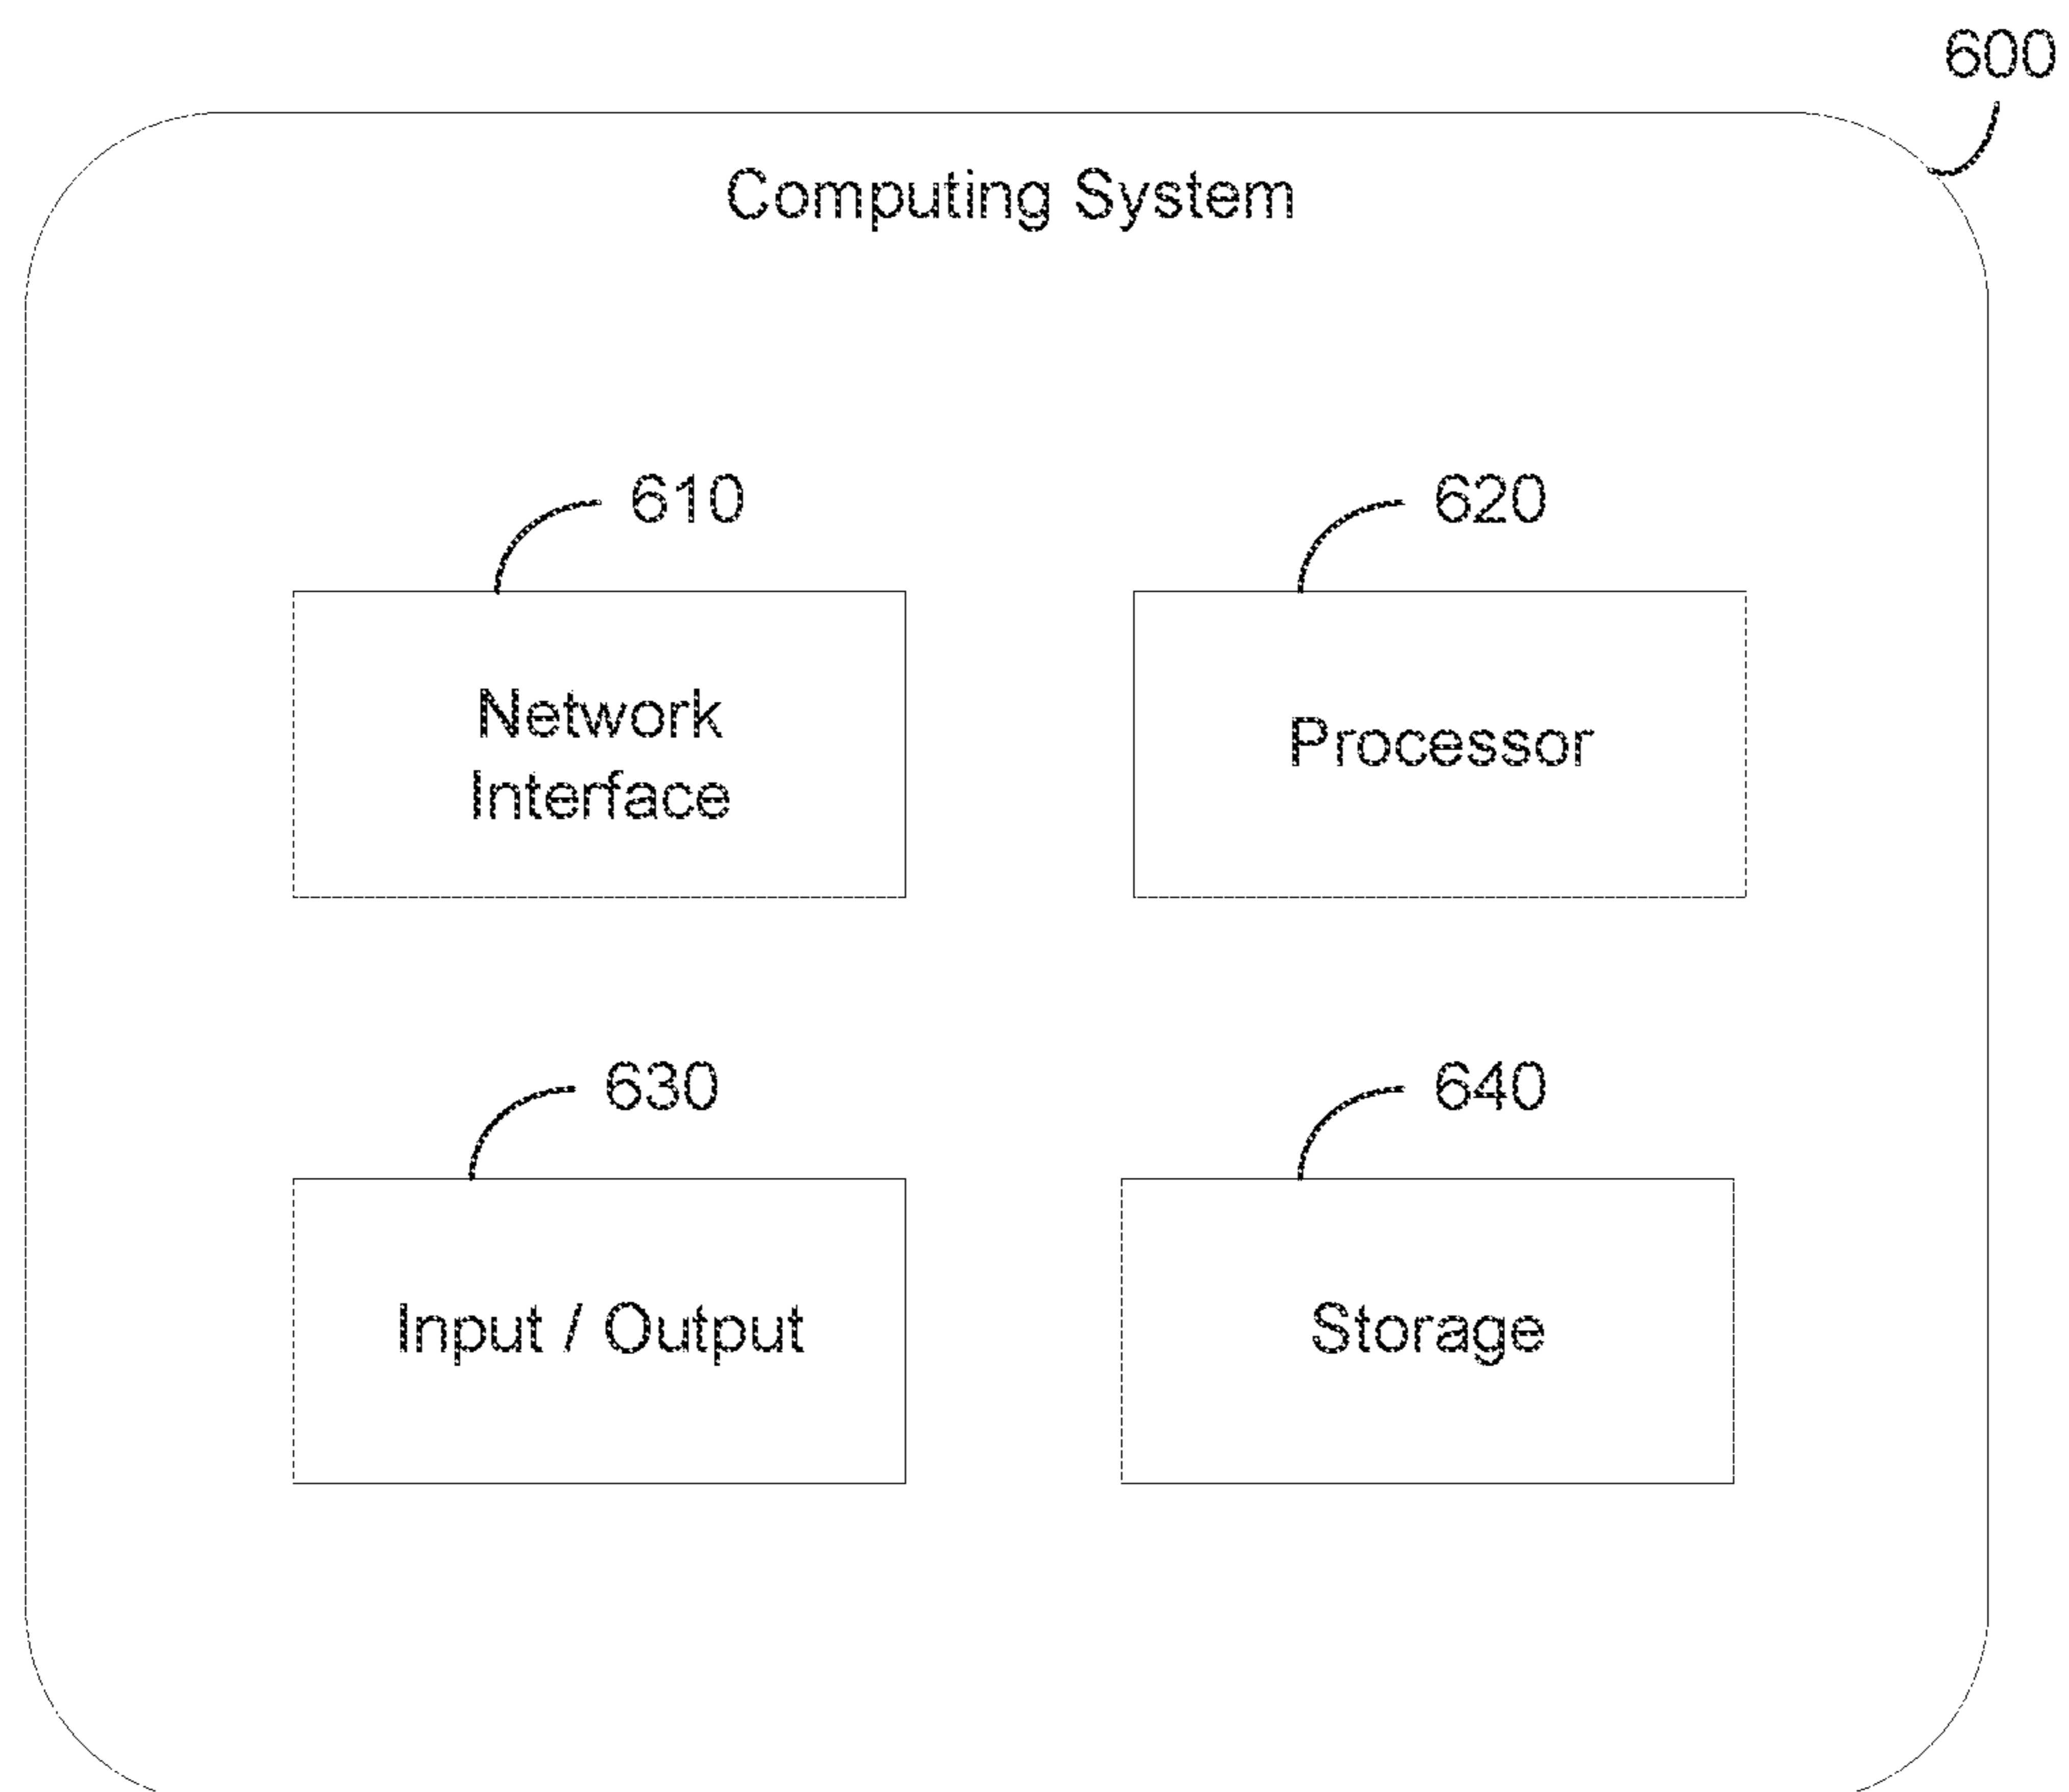 600
Computing System
610
620
Network
Interface
Processor
630
640
Input / Output
Storage